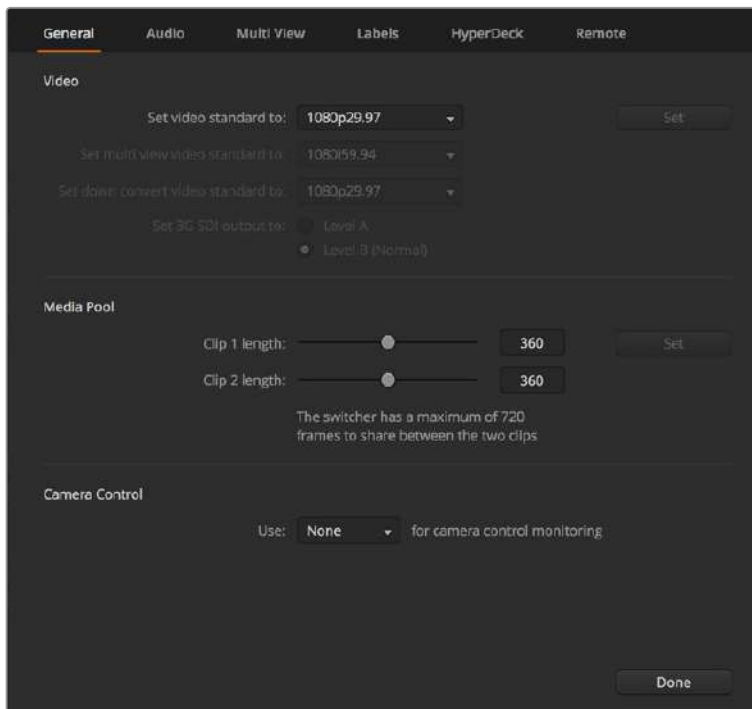 General Audio Multi View Labels HyperDeck Remote
Video
Set video standard to: 1080p29.97 Set
Set multi view video standard to: 1080i59.94
Set down convert video standard to: 1080p29.97
Set 3G SDI output to: Level A
Level B (Normal)
Media Pool
Clip 1 length: 360 Set
Clip 2 length: 360
The switcher has a maximum of 720
frames to share between the two clips
Camera Control
Use: None for camera control monitoring
Done